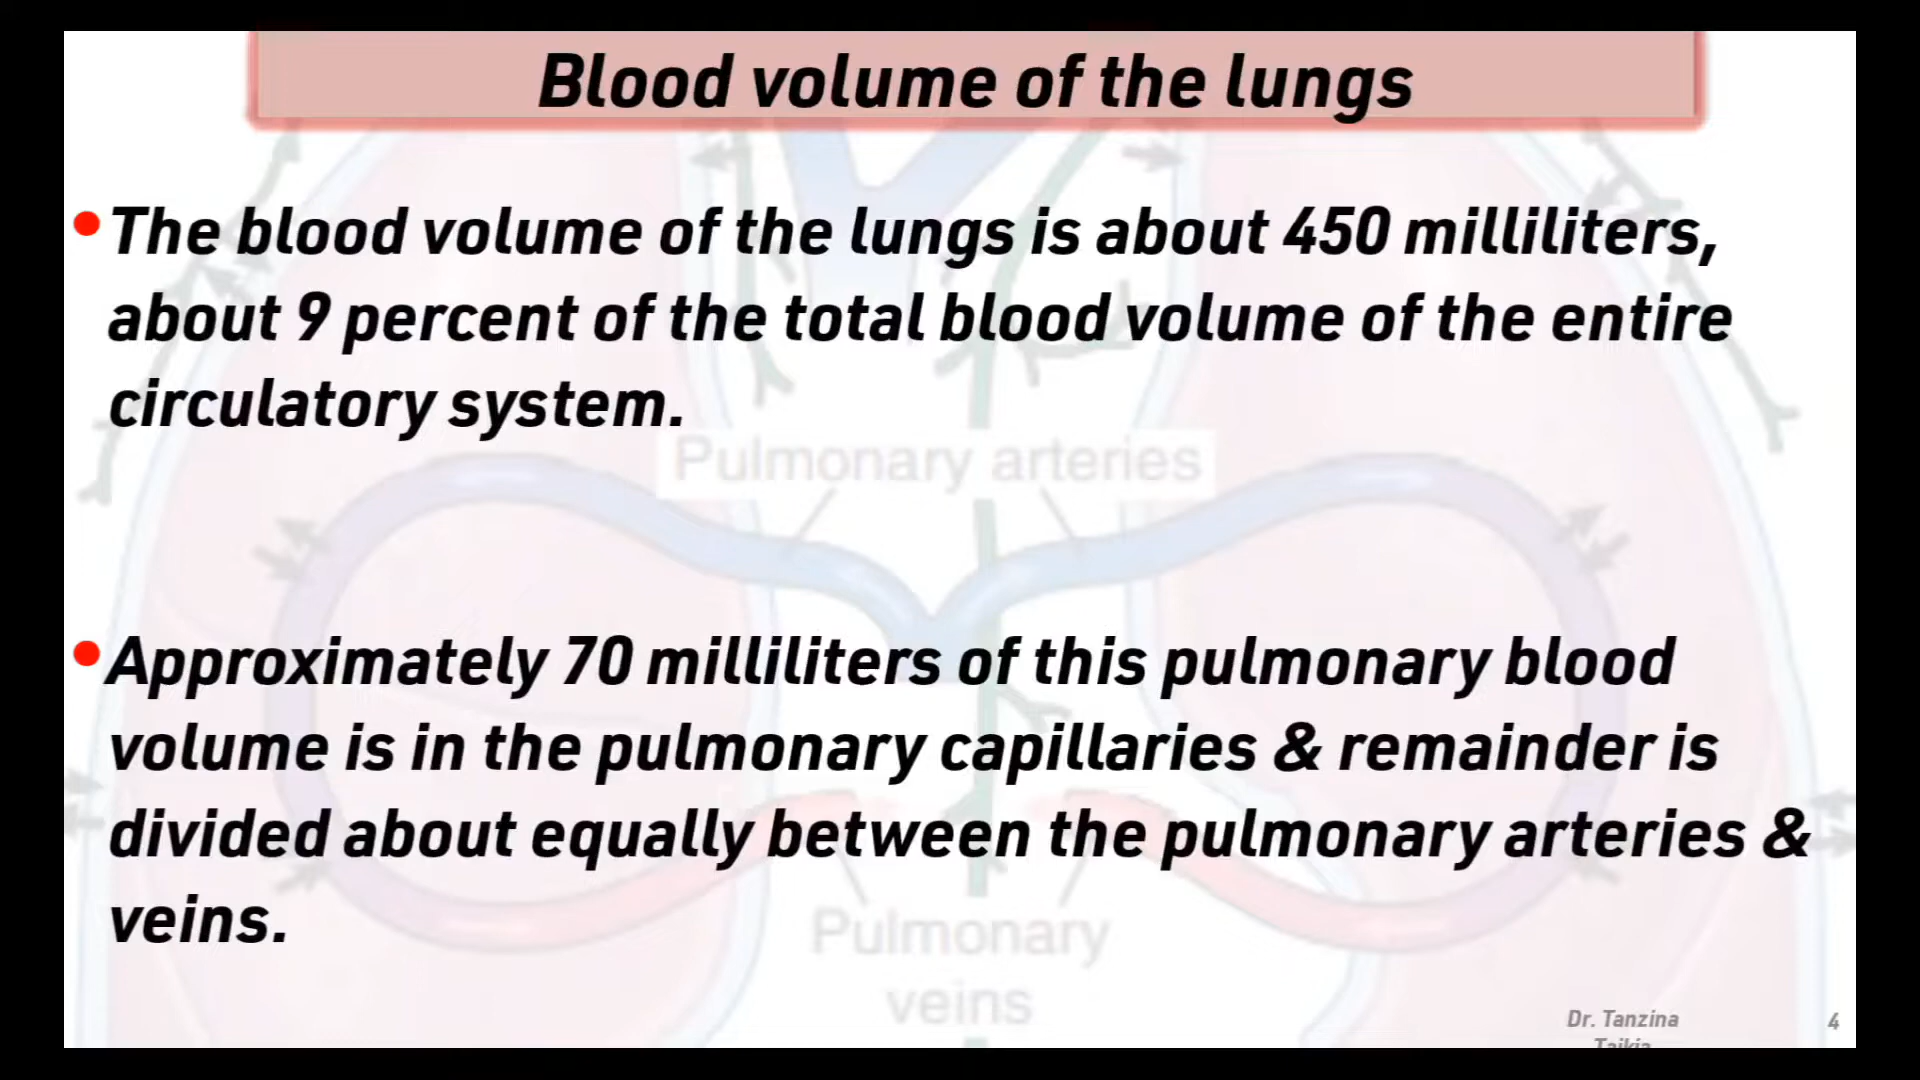 Blood volume of the lungs
•The blood volume of the lungs is about 450 milliliters,
about 9 percent of the total blood volume of the entire
circulatory system.
Pulmonary arteries
•Approximately 70 milliliters of this pulmonary blood
volume is in the pulmonary capillaries & remainder is
divided about equally between the pulmonary arteries &
veins.
Pulmonary
veins
Dr. Tanzina
4